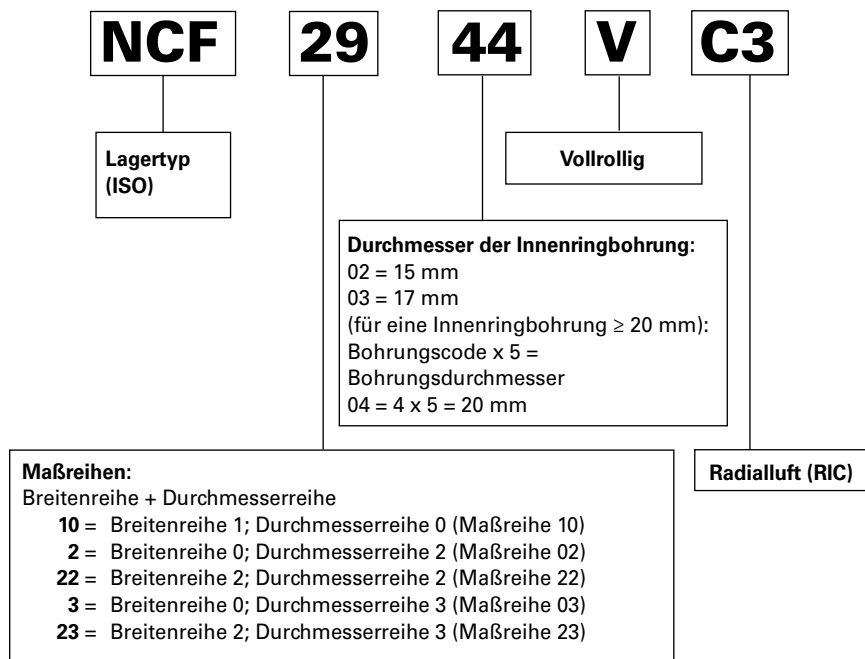 NCF 29 44 V C3
Lagertyp
(ISO)
Vollrollig
Durchmesser der Innenringbohrung:
02 = 15 mm
03 = 17 mm
(für eine Innenringbohrung ≥ 20 mm):
Bohrungscode x 5 =
Bohrungsdurchmesser
04 = 4 x 5 = 20 mm
Maßreihen:
Breitenreihe + Durchmesserreihe
10 = Breitenreihe 1; Durchmesserreihe 0 (Maßreihe 10)
2 = Breitenreihe 0; Durchmesserreihe 2 (Maßreihe 02)
22 = Breitenreihe 2; Durchmesserreihe 2 (Maßreihe 22)
3 = Breitenreihe 0; Durchmesserreihe 3 (Maßreihe 03)
23 = Breitenreihe 2; Durchmesserreihe 3 (Maßreihe 23)
Radialluft (RIC)